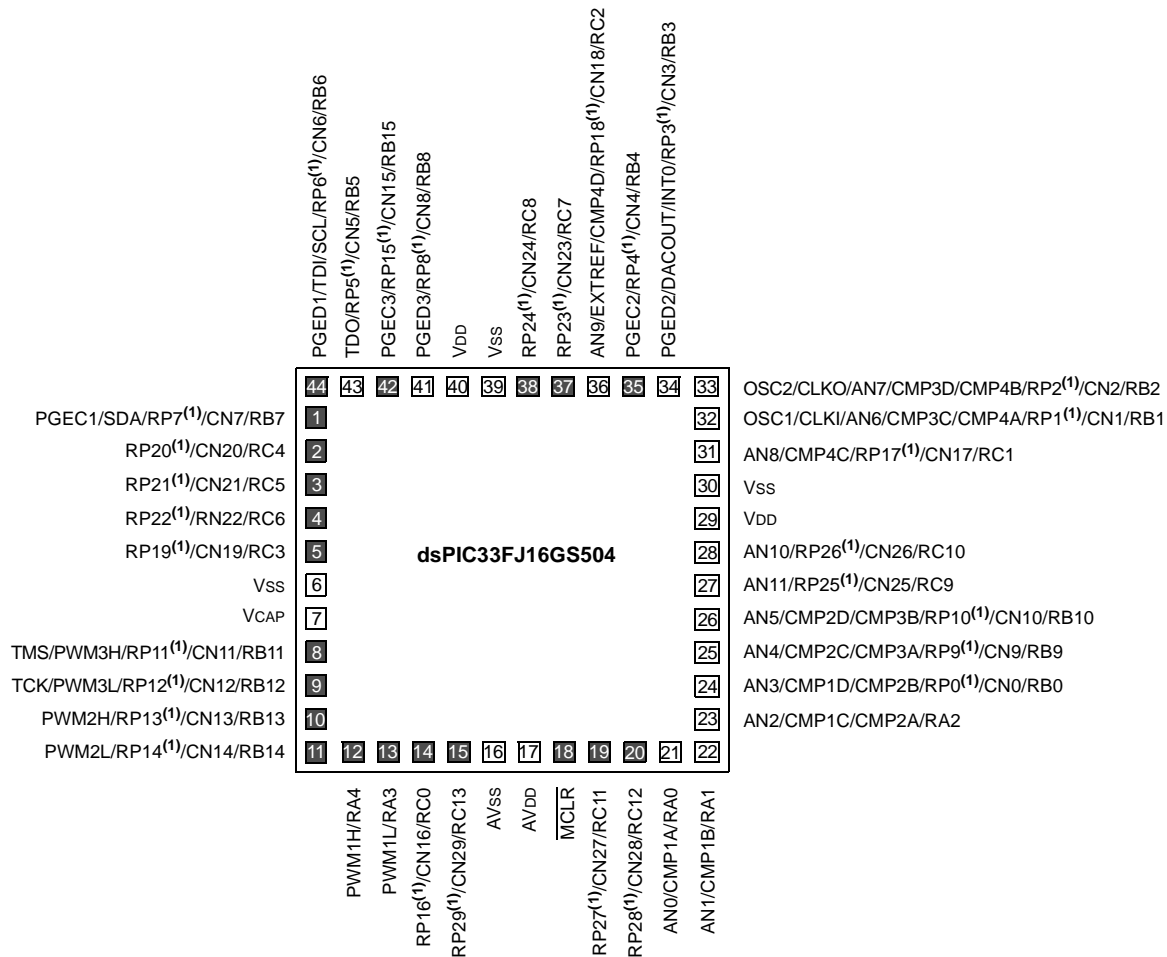 PGED1/TDI/SCL/RP6(1)/CN6/RB6
TDO/RP5(1)/CN5/RB5
PGEC3/RP15(1)/CN15/RB15
PGED3/RP8(1)/CN8/RB8
VDD
VSS
RP24(1)/CN24/RC8
RP23(1)/CN23/RC7
AN9/EXTREF/CMP4D/RP18(1)/CN18/RC2
PGEC2/RP4(1)/CN4/RB4
PGED2/DACOUT/INT0/RP3(1)/CN3/RB3
44 43 42 41 40 39 38 37 36 35 34 33 OSC2/CLKO/AN7/CMP3D/CMP4B/RP2(1)/CN2/RB2
PGEC1/SDA/RP7(1)/CN7/RB7 1 32 OSC1/CLKI/AN6/CMP3C/CMP4A/RP1(1)/CN1/RB1
RP20(1)/CN20/RC4 2 31 AN8/CMP4C/RP17(1)/CN17/RC1
RP21(1)/CN21/RC5 3 30 VSS
RP22(1)/RN22/RC6 4 29 VDD
RP19(1)/CN19/RC3 5 dsPIC33FJ16GS504 28 AN10/RP26(1)/CN26/RC10
VSS 6 27 AN11/RP25(1)/CN25/RC9
VCAP 7 26 AN5/CMP2D/CMP3B/RP10(1)/CN10/RB10
TMS/PWM3H/RP11(1)/CN11/RB11 8 25 AN4/CMP2C/CMP3A/RP9(1)/CN9/RB9
TCK/PWM3L/RP12(1)/CN12/RB12 9 24 AN3/CMP1D/CMP2B/RP0(1)/CN0/RB0
PWM2H/RP13(1)/CN13/RB13 10 23 AN2/CMP1C/CMP2A/RA2
PWM2L/RP14(1)/CN14/RB14 11 12 13 14 15 16 17 18 19 20 21 22
PWM1H/RA4
PWM1L/RA3
RP16(1)/CN16/RC0
RP29(1)/CN29/RC13
AVSS
AVDD
MCLR
RP27(1)/CN27/RC11
RP28(1)/CN28/RC12
AN0/CMP1A/RA0
AN1/CMP1B/RA1